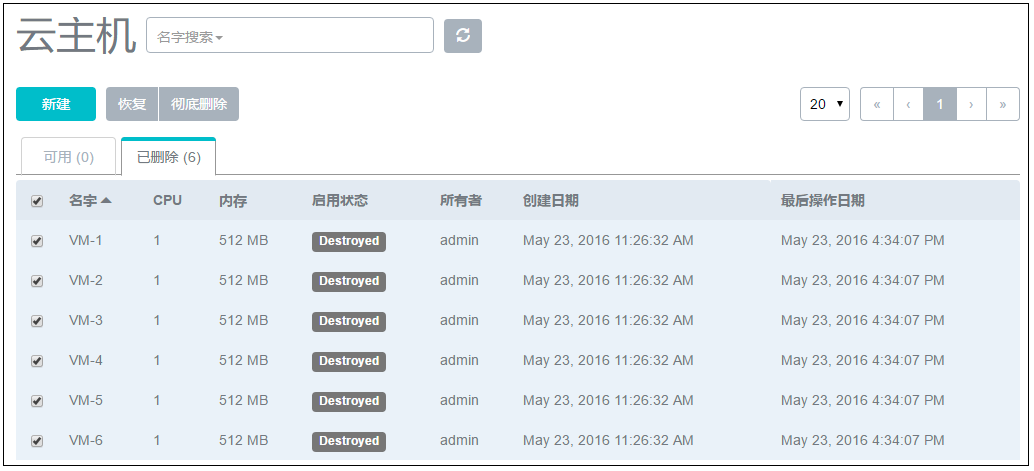 云主机 名字搜索
新建 恢复 彻底删除 20 « ‹ 1 › »
可用 (0) 已删除 (6)
名字 CPU 内存 启用状态 所有者 创建日期 最后操作日期
VM-1 1 512 MB Destroyed admin May 23, 2016 11:26:32 AM May 23, 2016 4:34:07 PM
VM-2 1 512 MB Destroyed admin May 23, 2016 11:26:32 AM May 23, 2016 4:34:07 PM
VM-3 1 512 MB Destroyed admin May 23, 2016 11:26:32 AM May 23, 2016 4:34:07 PM
VM-4 1 512 MB Destroyed admin May 23, 2016 11:26:32 AM May 23, 2016 4:34:07 PM
VM-5 1 512 MB Destroyed admin May 23, 2016 11:26:32 AM May 23, 2016 4:34:07 PM
VM-6 1 512 MB Destroyed admin May 23, 2016 11:26:32 AM May 23, 2016 4:34:07 PM